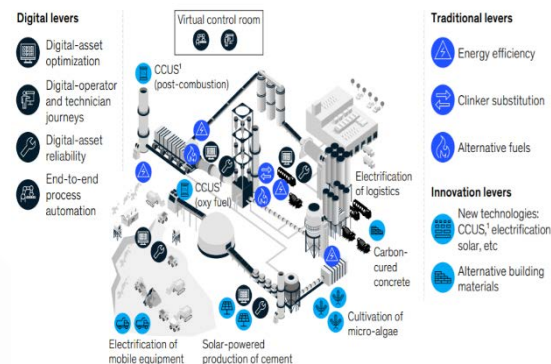 Digital levers
Digital-asset
optimization
Digital-operator
and technician
journeys
Digital-asset
reliability
End-to-end
process
automation
Virtual control room
CCUS¹
(post-combustion)
CCUS¹
(oxy fuel)
Electrification
of logistics
Carbon-
cured
concrete
Cultivation of
micro-algae
Electrification of
mobile equipment
Solar-powered
production of cement
Traditional levers
Energy efficiency
Clinker substitution
Alternative fuels
Innovation levers
New technologies:
CCUS,¹ electrification
solar, etc
Alternative building
materials